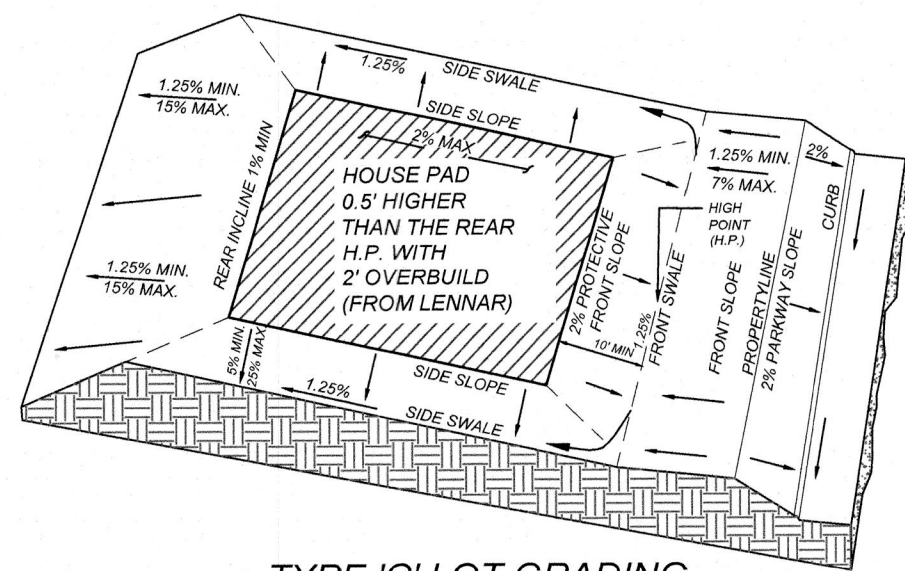 1.25% MIN.
15% MAX.
1.25%
SIDE SWALE
SIDE SLOPE
2% MAX
REAR INCLINE 1% MIN
HOUSE PAD
0.5' HIGHER
THAN THE REAR
H.P. WITH
2' OVERBUILD
(FROM LENNAR)
1.25% MIN.
15% MAX.
5% MIN.
25% MAX.
1.25%
SIDE SLOPE
SIDE SWALE
2% PROTECTIVE
FRONT SLOPE
10' MIN
1.25%
FRONT SWALE
1.25% MIN.
7% MAX.
HIGH
POINT
(H.P.)
FRONT SLOPE
PROPERTYLINE
2% PARKWAY SLOPE
2%
CURB